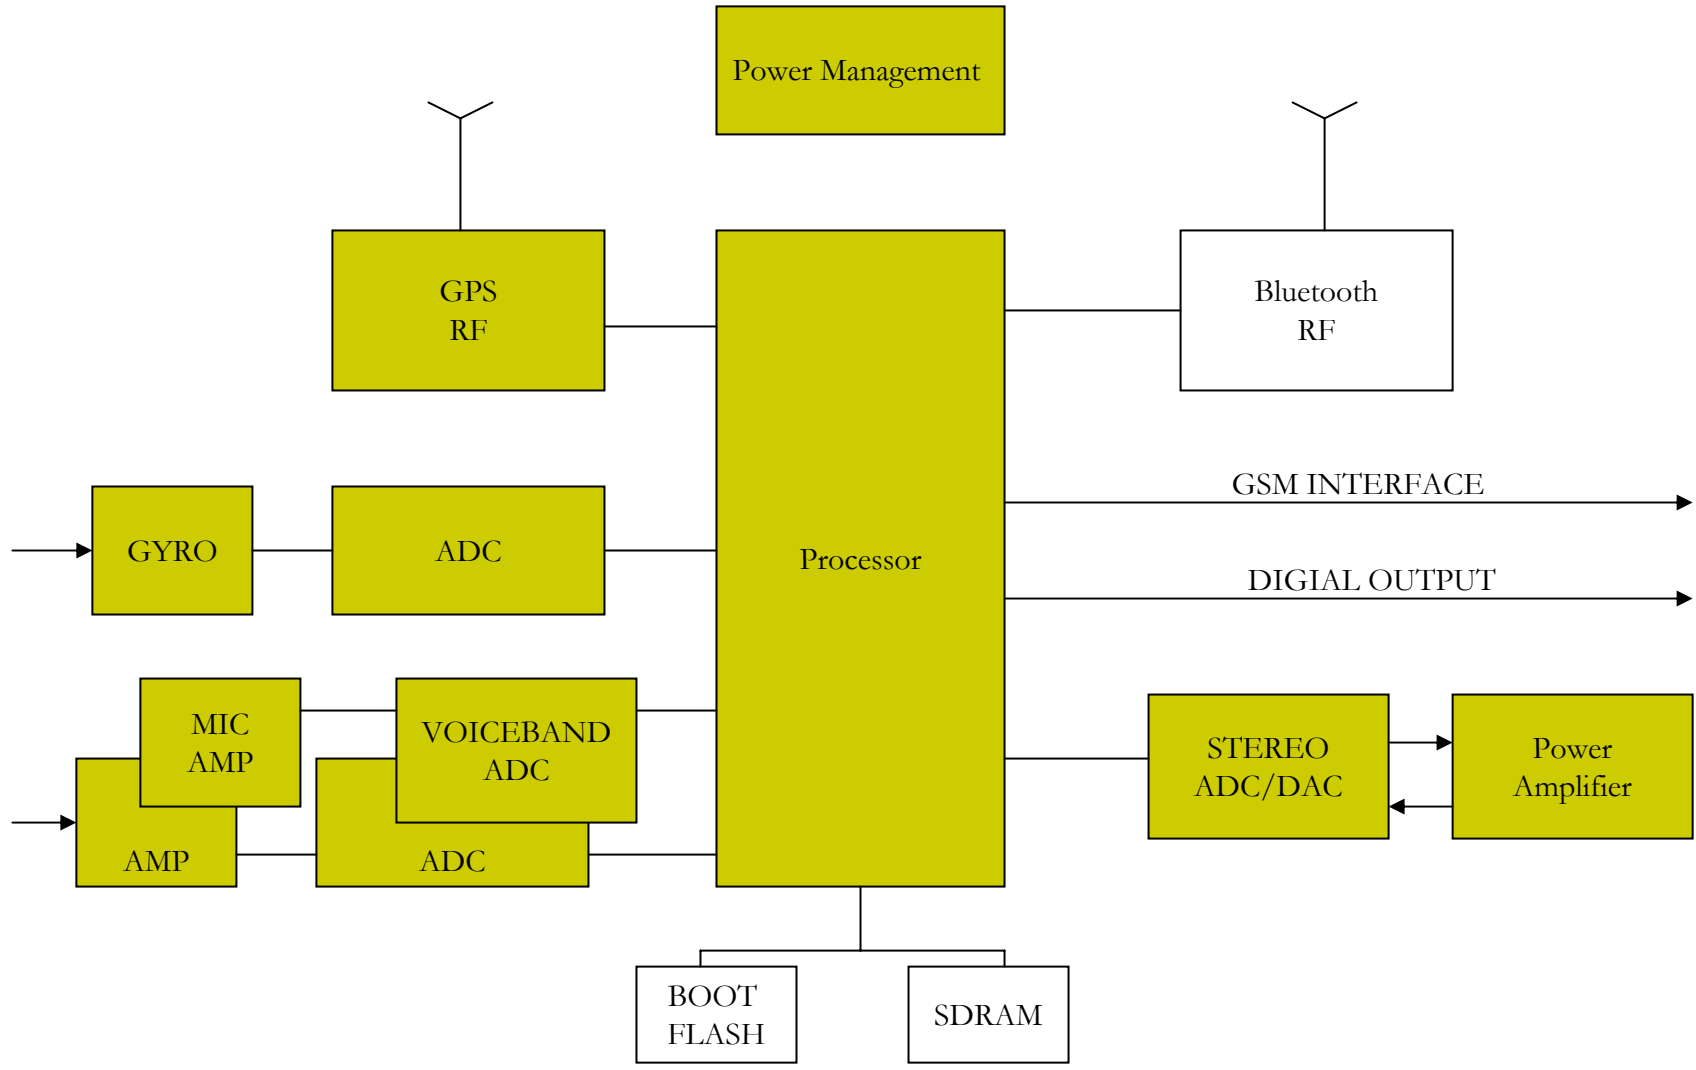 Power Management
GPS
RF
Bluetooth
RF
GSM INTERFACE
GYRO
ADC
Processor
DIGIAL OUTPUT
MIC
AMP
VOICEBAND
ADC
STEREO
ADC/DAC
Power
Amplifier
AMP
ADC
BOOT
FLASH
SDRAM